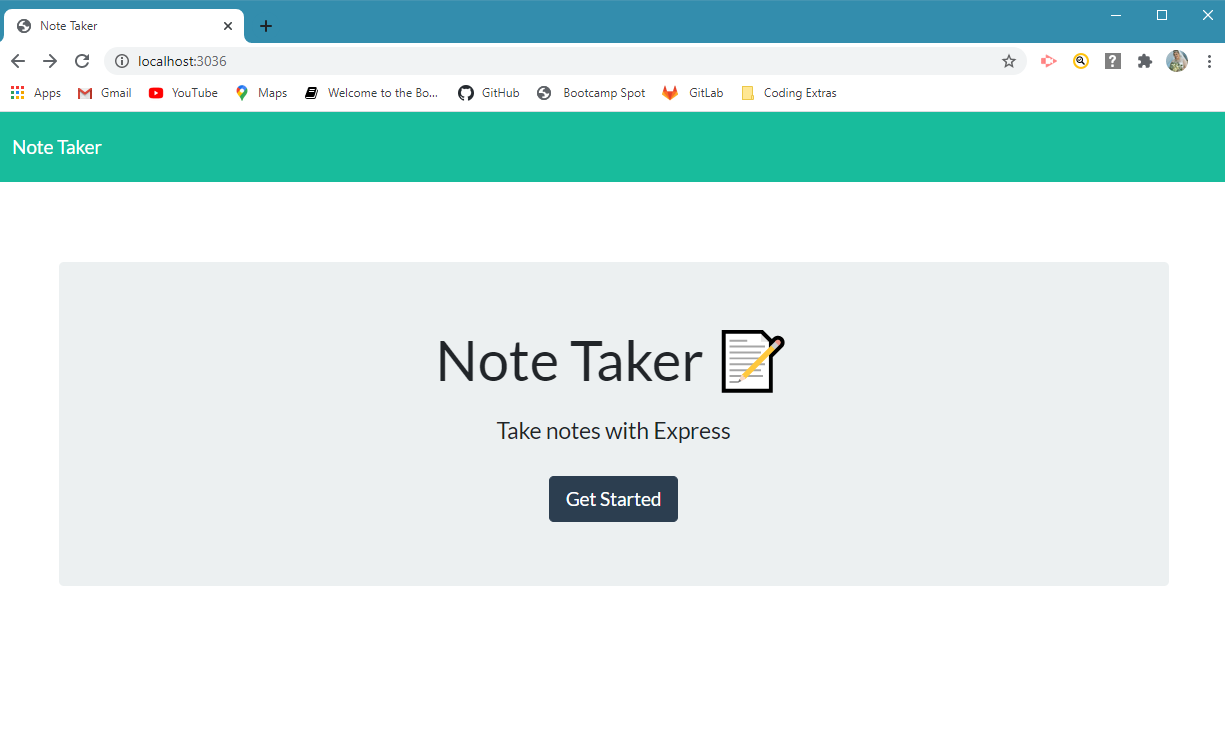 Note Taker
localhost:3036
Apps Gmail YouTube Maps Welcome to the Bo... GitHub Bootcamp Spot GitLab Coding Extras
Note Taker
Note Taker
Take notes with Express
Get Started